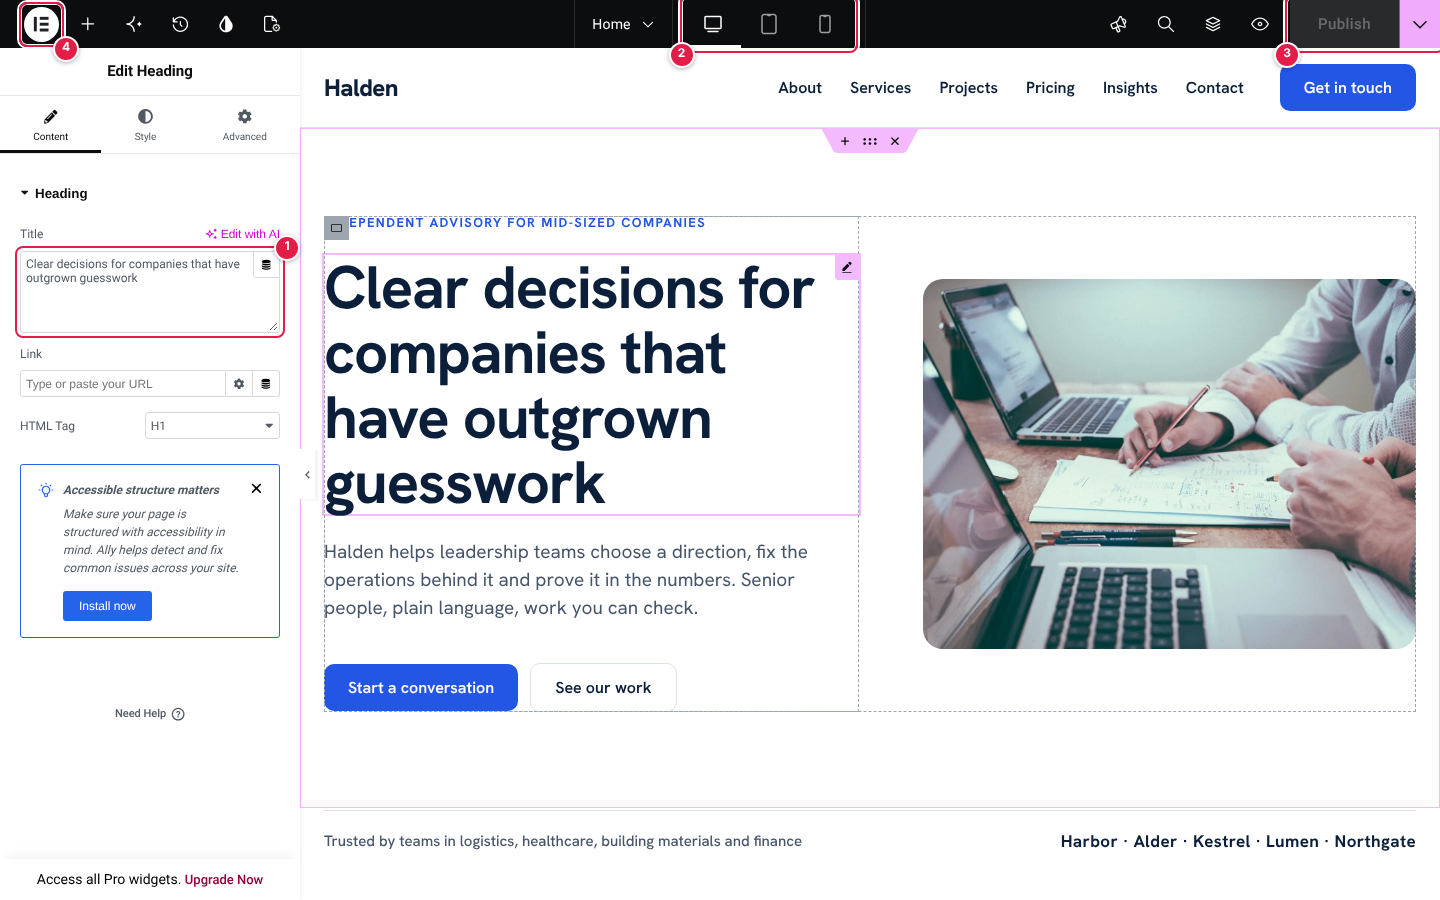 Home
Publish
4
2
3
Edit Heading
Content
Style
Advanced
Heading
Title
Edit with AI
1
Clear decisions for companies that have
outgrown guesswork
Link
Type or paste your URL
HTML Tag
H1
Accessible structure matters
Make sure your page is
structured with accessibility in
mind. Ally helps detect and fix
common issues across your site.
Install now
Need Help
Access all Pro widgets. Upgrade Now
Halden
About
Services
Projects
Pricing
Insights
Contact
Get in touch
EPENDENT ADVISORY FOR MID-SIZED COMPANIES
Clear decisions for
companies that
have outgrown
guesswork
Halden helps leadership teams choose a direction, fix the
operations behind it and prove it in the numbers. Senior
people, plain language, work you can check.
Start a conversation
See our work
Trusted by teams in logistics, healthcare, building materials and finance
Harbor · Alder · Kestrel · Lumen · Northgate